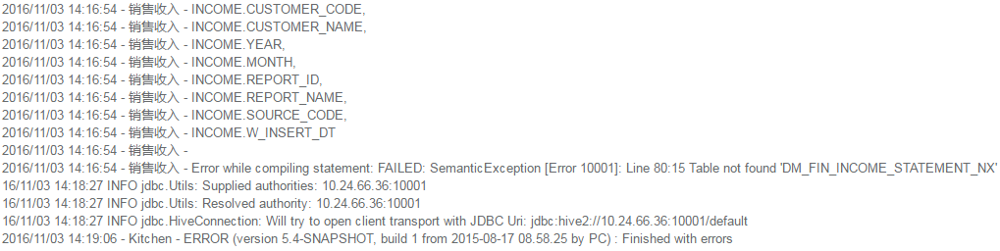 2016/11/03 14:16:54 - 销售收入 - INCOME.CUSTOMER_CODE,
2016/11/03 14:16:54 - 销售收入 - INCOME.CUSTOMER_NAME,
2016/11/03 14:16:54 - 销售收入 - INCOME.YEAR,
2016/11/03 14:16:54 - 销售收入 - INCOME.MONTH,
2016/11/03 14:16:54 - 销售收入 - INCOME.REPORT_ID,
2016/11/03 14:16:54 - 销售收入 - INCOME.REPORT_NAME,
2016/11/03 14:16:54 - 销售收入 - INCOME.SOURCE_CODE,
2016/11/03 14:16:54 - 销售收入 - INCOME.W_INSERT_DT
2016/11/03 14:16:54 - 销售收入 -
2016/11/03 14:16:54 - 销售收入 - Error while compiling statement: FAILED: SemanticException [Error 10001]: Line 80:15 Table not found 'DM_FIN_INCOME_STATEMENT_NX'
16/11/03 14:18:27 INFO jdbc.Utils: Supplied authorities: 10.24.66.36:10001
16/11/03 14:18:27 INFO jdbc.Utils: Resolved authority: 10.24.66.36:10001
16/11/03 14:18:27 INFO jdbc.HiveConnection: Will try to open client transport with JDBC Uri: jdbc:hive2://10.24.66.36:10001/default
2016/11/03 14:19:06 - Kitchen - ERROR (version 5.4-SNAPSHOT, build 1 from 2015-08-17 08.58.25 by PC) : Finished with errors